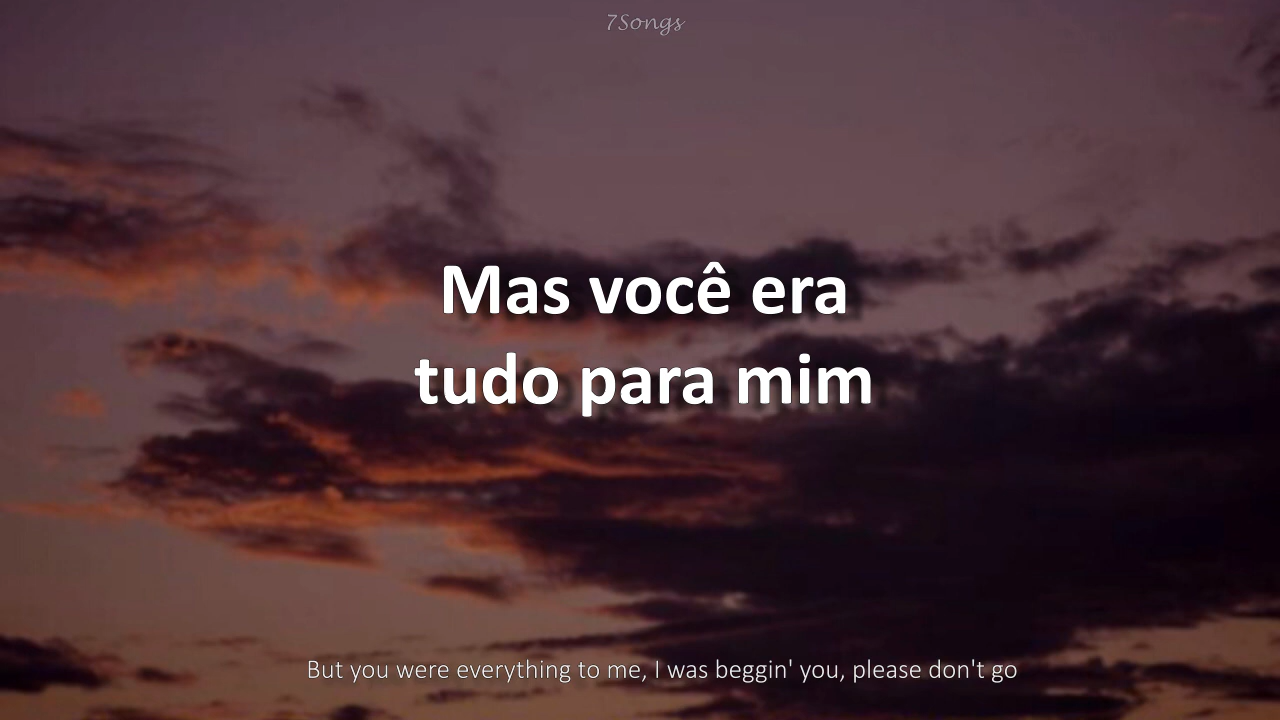 7Songs
Mas você era
tudo para mim
But you were everything to me, I was beggin' you, please don't go